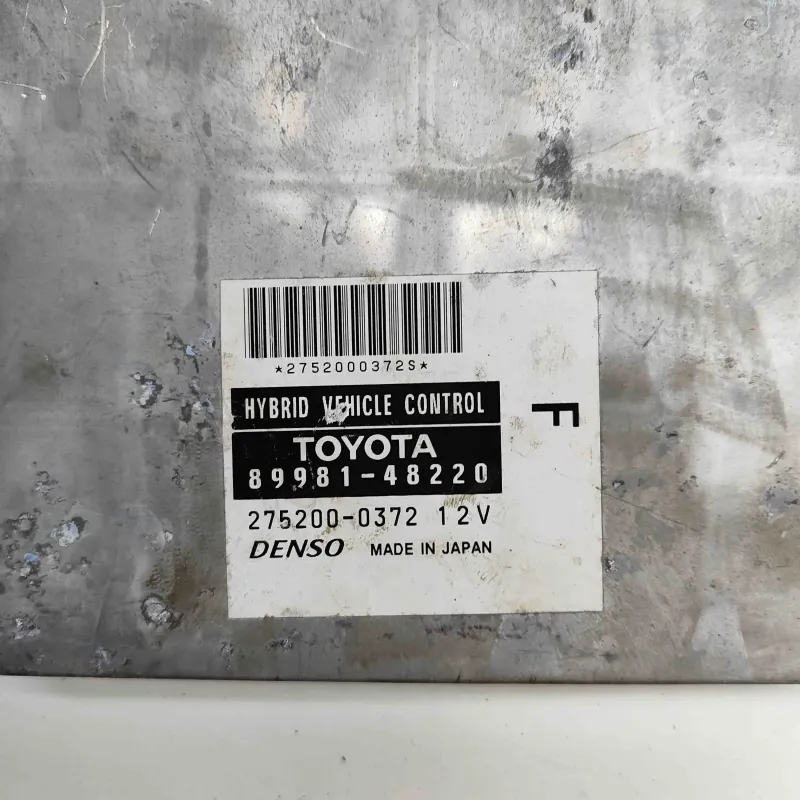 *2752000372S*
HYBRID VEHICLE CONTROL
F
TOYOTA
89981-48220
275200-0372 12V
DENSO MADE IN JAPAN